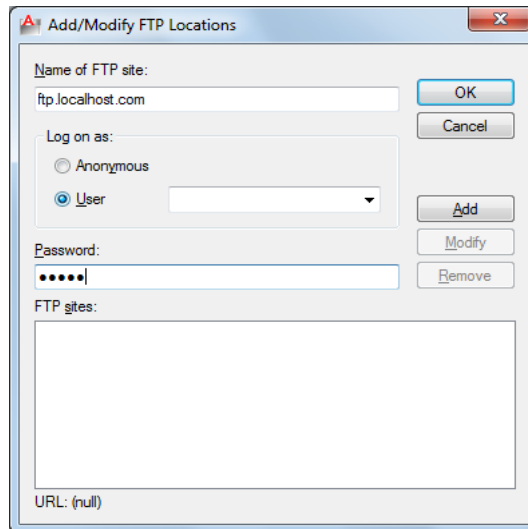 Add/Modify FTP Locations
Name of FTP site:
ftp.localhost.com
OK
Cancel
Log on as:
Anonymous
User
Add
Modify
Remove
Password:
●●●●●
FTP sites:
URL: (null)